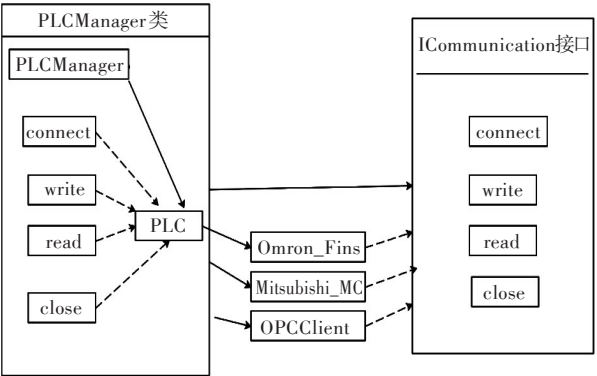 PLCManager类
PLCManager
connect
write
read
close
PLC
Omron_Fins
Mitsubishi_MC
OPCClient
ICommunication接口
connect
write
read
close